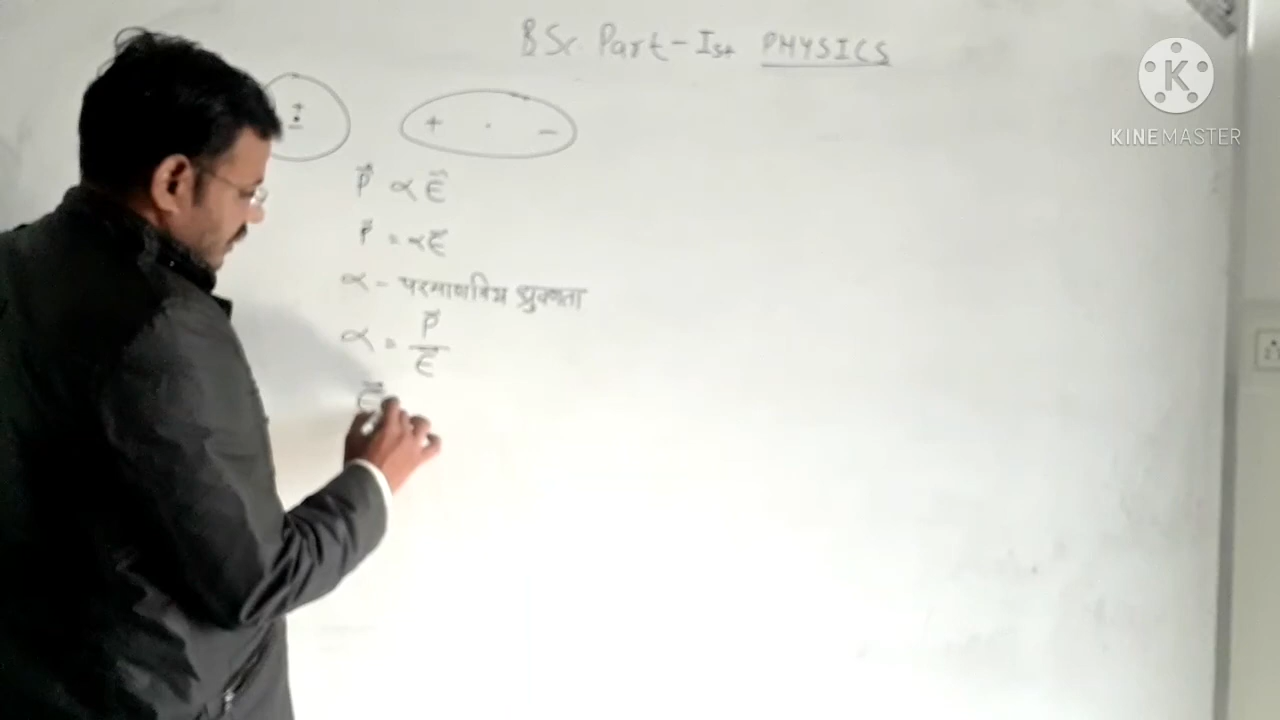 BSc. Part-Ist PHYSICS
KINEMASTER
+ . −
P⃗ ∝ E⃗
P⃗ = αE⃗
α - परमाणविय ध्रुवणता
α = P⃗ / E⃗
E⃗